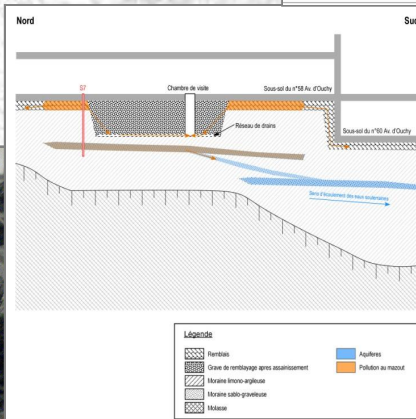 Nord
Sud
S7
Chambre de visite
Sous-sol du n°58 Av. d'Ouchy
Réseau de drains
Sous-sol du n°60 Av. d'Ouchy
Sens d'écoulement des eaux souterraines
Légende
Remblais
Aquifères
Grave de remblayage apres assainissement
Pollution au mazout
Moraine limono-argileuse
Moraine sablo-graveleuse
Molasse